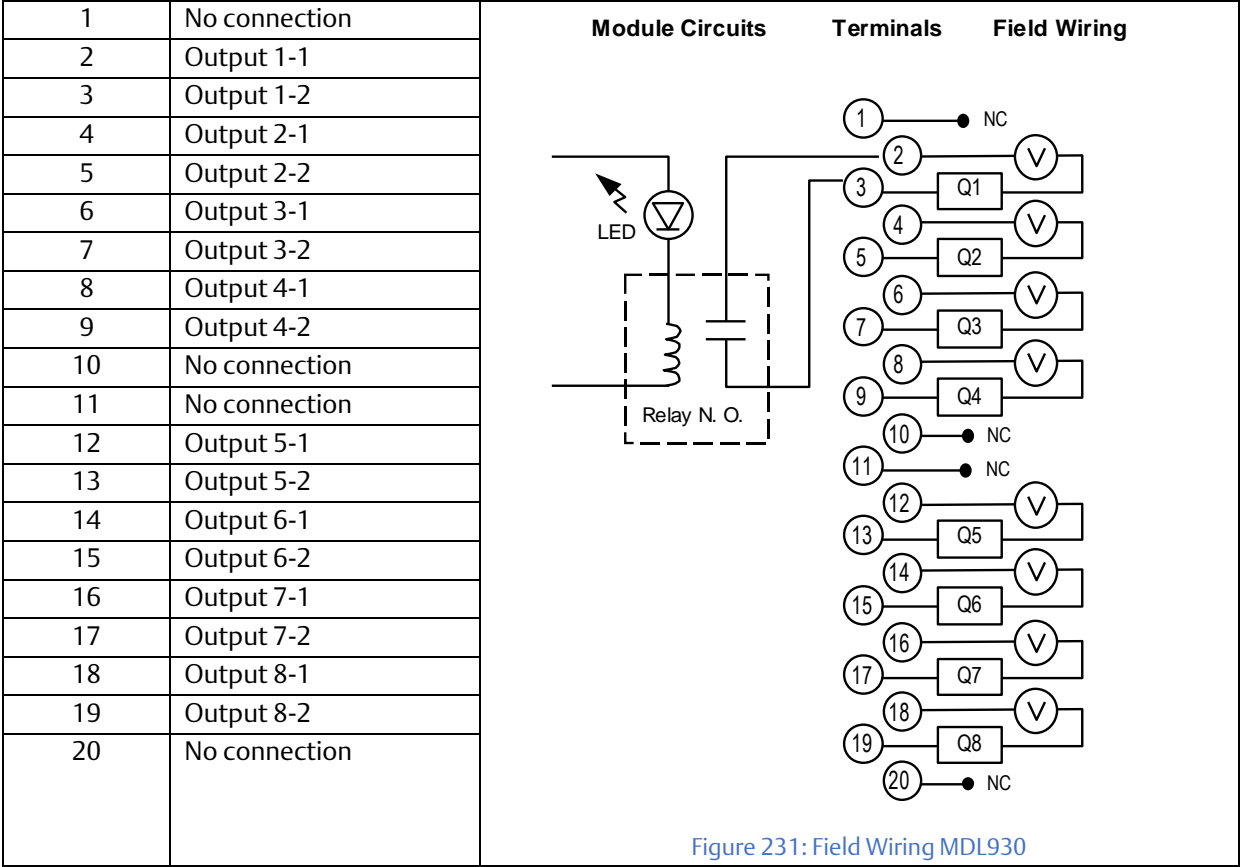 1 No connection
2 Output 1-1
3 Output 1-2
4 Output 2-1
5 Output 2-2
6 Output 3-1
7 Output 3-2
8 Output 4-1
9 Output 4-2
10 No connection
11 No connection
12 Output 5-1
13 Output 5-2
14 Output 6-1
15 Output 6-2
16 Output 7-1
17 Output 7-2
18 Output 8-1
19 Output 8-2
20 No connection
Module Circuits Terminals Field Wiring
1 NC
2 V
3 Q1
4 V
5 Q2
6 V
7 Q3
8 V
9 Q4
10 NC
11 NC
12 V
13 Q5
14 V
15 Q6
16 V
17 Q7
18 V
19 Q8
20 NC
LED
Relay N. O.
Figure 231: Field Wiring MDL930